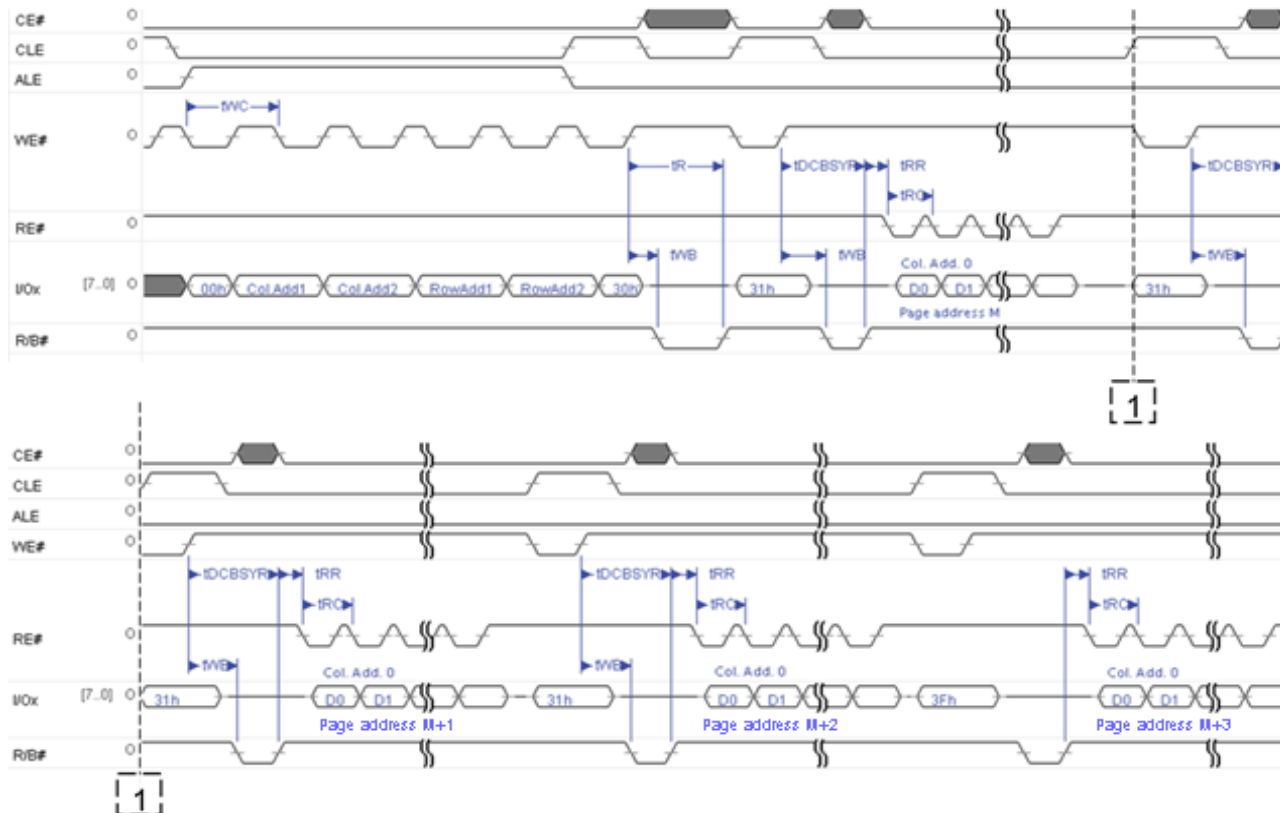 CE#
CLE
ALE
tWC
WE#
tR tDCBSYR tRR tDCBSYR
tRC
RE#
tWB tWB tWB
Col. Add. 0
I/Ox [7..0] 00h Col.Add1 Col.Add2 RowAdd1 RowAdd2 30h 31h D0 D1 31h
Page address M
R/B#
1
CE#
CLE
ALE
WE#
tDCBSYR tRR tDCBSYR tRR tRR
tRC tRC tRC
RE#
tWB tWB
Col. Add. 0 Col. Add. 0 Col. Add. 0
I/Ox [7..0] 31h D0 D1 31h D0 D1 3Fh D0 D1
Page address M+1 Page address M+2 Page address M+3
R/B#
1